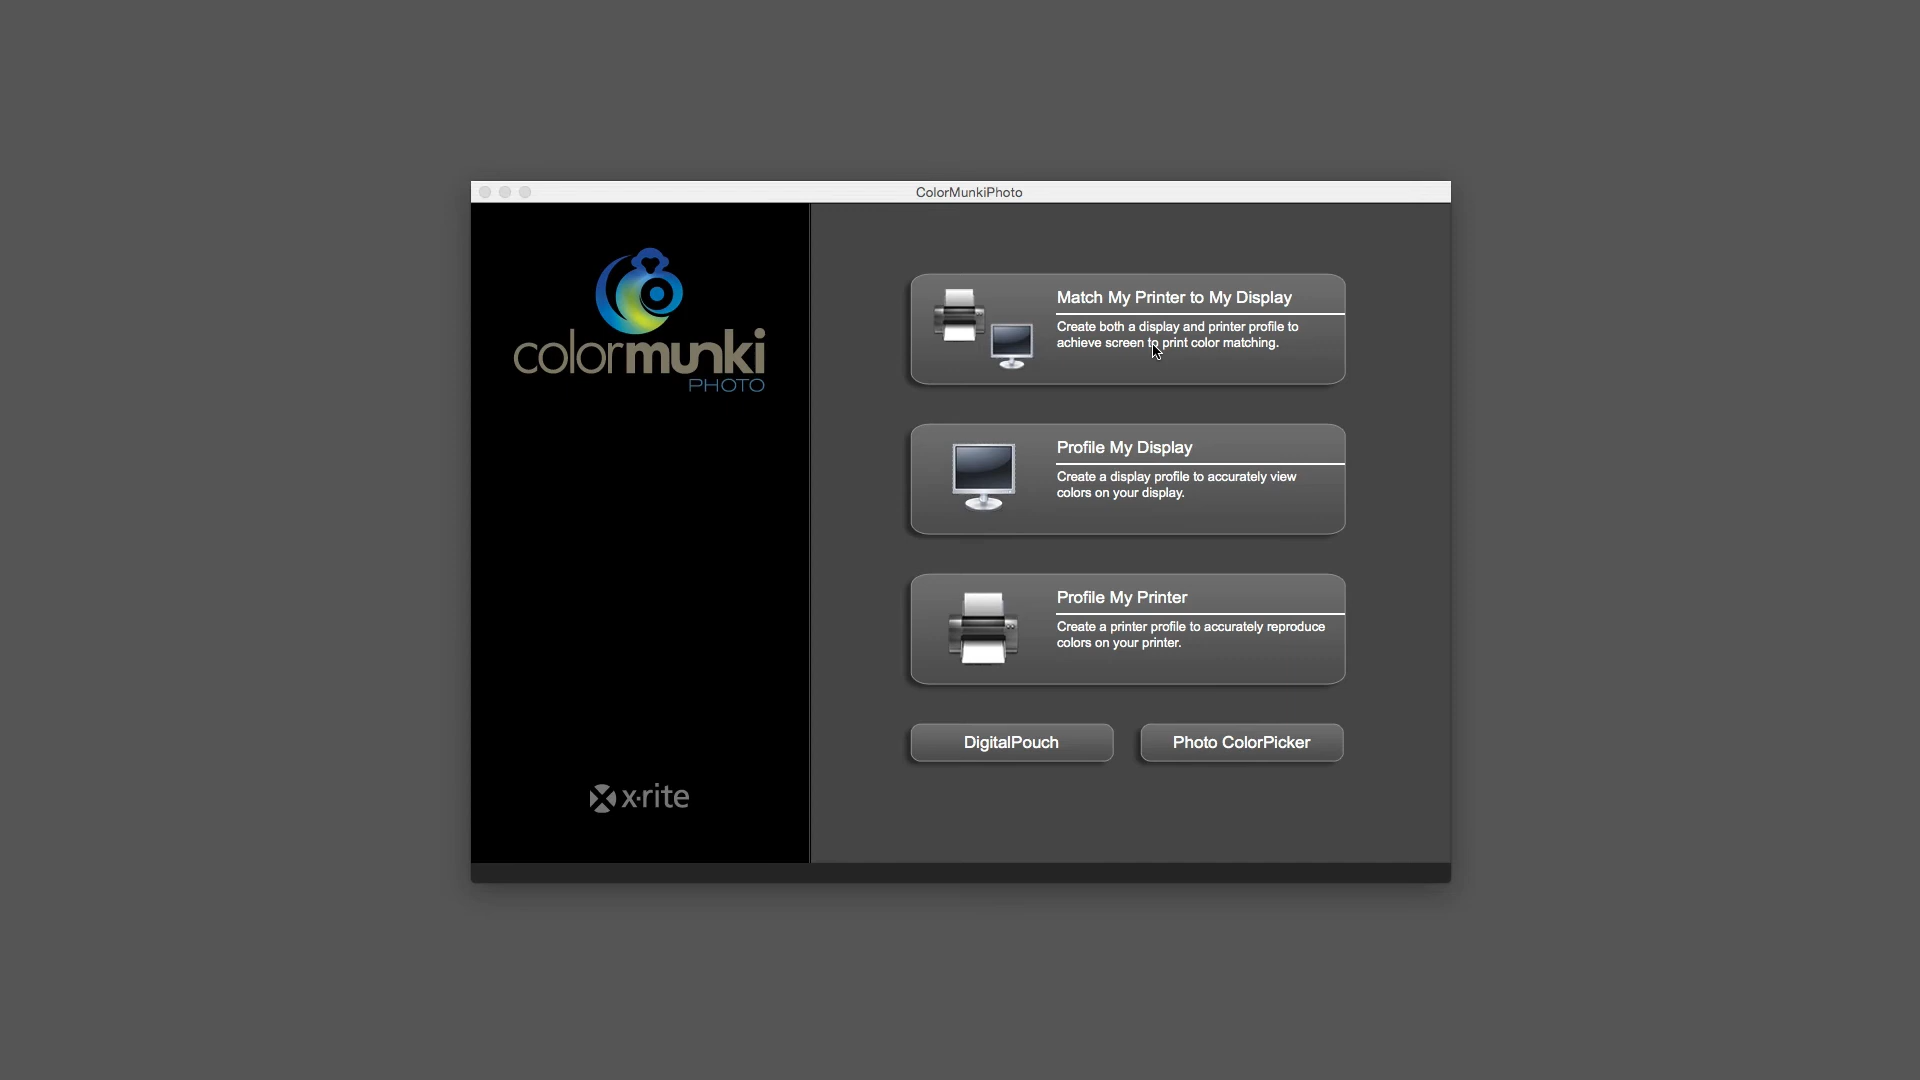 ColorMunkiPhoto
colormunki
PHOTO
x·rite
Match My Printer to My Display
Create both a display and printer profile to
achieve screen to print color matching.
Profile My Display
Create a display profile to accurately view
colors on your display.
Profile My Printer
Create a printer profile to accurately reproduce
colors on your printer.
DigitalPouch
Photo ColorPicker